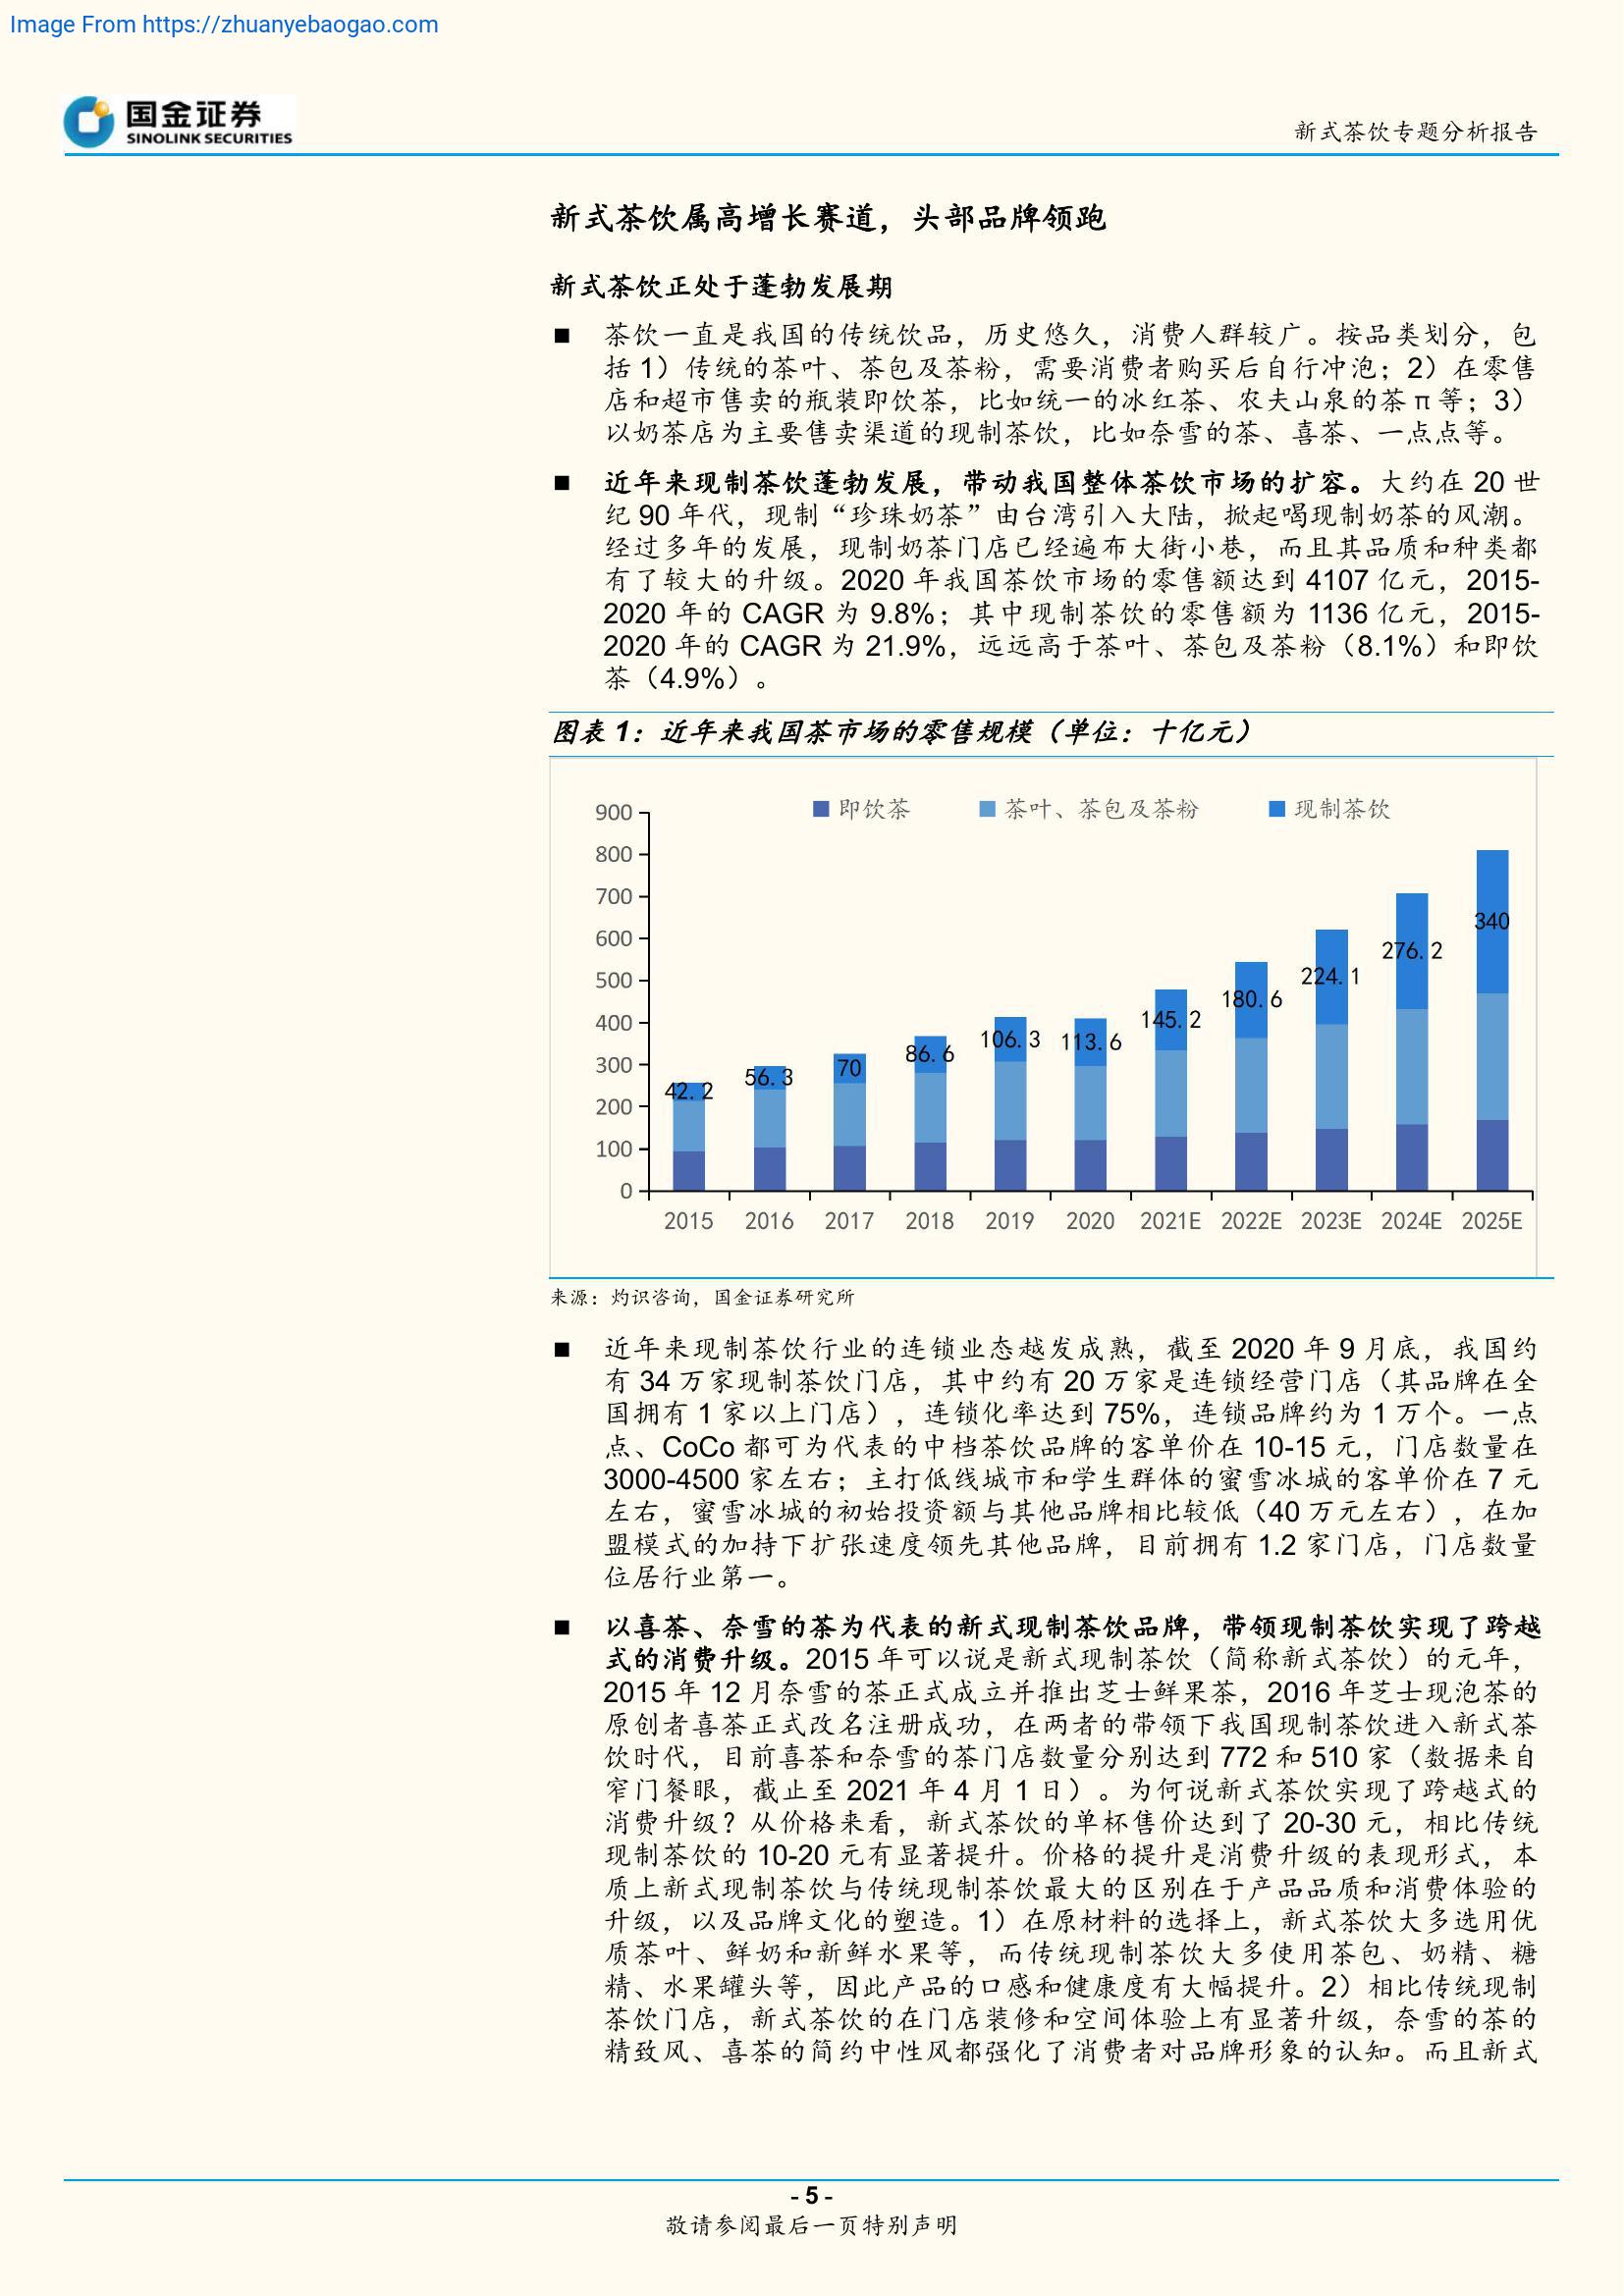 Image From https://zhuanyebaogao.com
国金证券
SINOLINK SECURITIES
新式茶饮专题分析报告
新式茶饮属高增长赛道，头部品牌领跑
新式茶饮正处于蓬勃发展期
■ 茶饮一直是我国的传统饮品，历史悠久，消费人群较广。按品类划分，包
括 1）传统的茶叶、茶包及茶粉，需要消费者购买后自行冲泡；2）在零售
店和超市售卖的瓶装即饮茶，比如统一的冰红茶、农夫山泉的茶 π 等；3）
以奶茶店为主要售卖渠道的现制茶饮，比如奈雪的茶、喜茶、一点点等。
■ 近年来现制茶饮蓬勃发展，带动我国整体茶饮市场的扩容。大约在 20 世
纪 90 年代，现制“珍珠奶茶”由台湾引入大陆，掀起喝现制奶茶的风潮。
经过多年的发展，现制奶茶门店已经遍布大街小巷，而且其品质和种类都
有了较大的升级。2020 年我国茶饮市场的零售额达到 4107 亿元，2015-
2020 年的 CAGR 为 9.8%；其中现制茶饮的零售额为 1136 亿元，2015-
2020 年的 CAGR 为 21.9%，远远高于茶叶、茶包及茶粉（8.1%）和即饮
茶（4.9%）。
图表 1：近年来我国茶市场的零售规模（单位：十亿元）
即饮茶 茶叶、茶包及茶粉 现制茶饮
900
800
700
600
500
400
300
200
100
0
42.2 56.3 70 86.6 106.3 113.6 145.2 180.6 224.1 276.2 340
2015 2016 2017 2018 2019 2020 2021E 2022E 2023E 2024E 2025E
来源：灼识咨询，国金证券研究所
■ 近年来现制茶饮行业的连锁业态越发成熟，截至 2020 年 9 月底，我国约
有 34 万家现制茶饮门店，其中约有 20 万家是连锁经营门店（其品牌在全
国拥有 1 家以上门店），连锁化率达到 75%，连锁品牌约为 1 万个。一点
点、CoCo 都可为代表的中档茶饮品牌的客单价在 10-15 元，门店数量在
3000-4500 家左右；主打低线城市和学生群体的蜜雪冰城的客单价在 7 元
左右，蜜雪冰城的初始投资额与其他品牌相比较低（40 万元左右），在加
盟模式的加持下扩张速度领先其他品牌，目前拥有 1.2 家门店，门店数量
位居行业第一。
■ 以喜茶、奈雪的茶为代表的新式现制茶饮品牌，带领现制茶饮实现了跨越
式的消费升级。2015 年可以说是新式现制茶饮（简称新式茶饮）的元年，
2015 年 12 月奈雪的茶正式成立并推出芝士鲜果茶，2016 年芝士现泡茶的
原创者喜茶正式改名注册成功，在两者的带领下我国现制茶饮进入新式茶
饮时代，目前喜茶和奈雪的茶门店数量分别达到 772 和 510 家（数据来自
窄门餐眼，截止至 2021 年 4 月 1 日）。为何说新式茶饮实现了跨越式的
消费升级？从价格来看，新式茶饮的单杯售价达到了 20-30 元，相比传统
现制茶饮的 10-20 元有显著提升。价格的提升是消费升级的表现形式，本
质上新式现制茶饮与传统现制茶饮最大的区别在于产品品质和消费体验的
升级，以及品牌文化的塑造。1）在原材料的选择上，新式茶饮大多选用优
质茶叶、鲜奶和新鲜水果等，而传统现制茶饮大多使用茶包、奶精、糖
精、水果罐头等，因此产品的口感和健康度有大幅提升。2）相比传统现制
茶饮门店，新式茶饮的在门店装修和空间体验上有显著升级，奈雪的茶的
精致风、喜茶的简约中性风都强化了消费者对品牌形象的认知。而且新式
- 5 -
敬请参阅最后一页特别声明